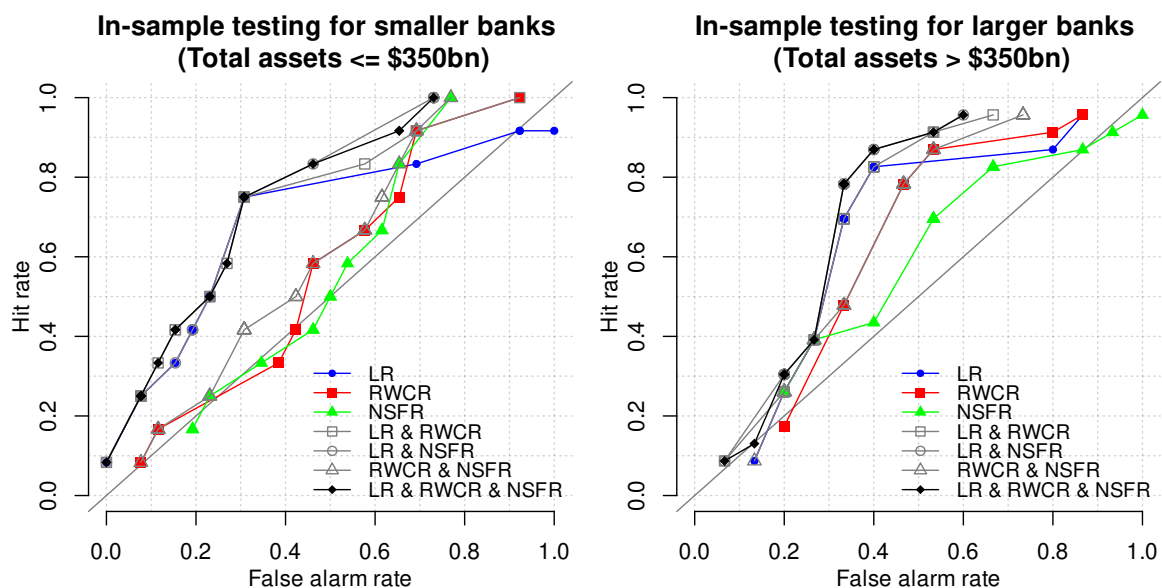 In-sample testing for smaller banks
(Total assets <= $350bn)
1.0
0.8
0.6
0.4
0.2
0.0
Hit rate
LR
RWCR
NSFR
LR & RWCR
LR & NSFR
RWCR & NSFR
LR & RWCR & NSFR
0.0 0.2 0.4 0.6 0.8 1.0
False alarm rate
In-sample testing for larger banks
(Total assets > $350bn)
1.0
0.8
0.6
0.4
0.2
0.0
Hit rate
LR
RWCR
NSFR
LR & RWCR
LR & NSFR
RWCR & NSFR
LR & RWCR & NSFR
0.0 0.2 0.4 0.6 0.8 1.0
False alarm rate